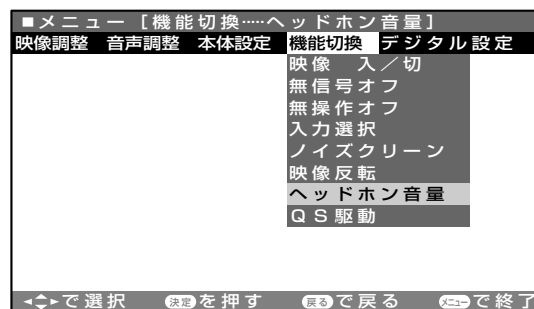 ■メニュー [機能切換……ヘッドホン音量]
映像調整 音声調整 本体設定 機能切換 デジタル設定
映像 入/切
無信号オフ
無操作オフ
入力選択
ノイズクリーン
映像反転
ヘッドホン音量
QS駆動
で選択 決定を押す 戻るで戻る メニューで終了